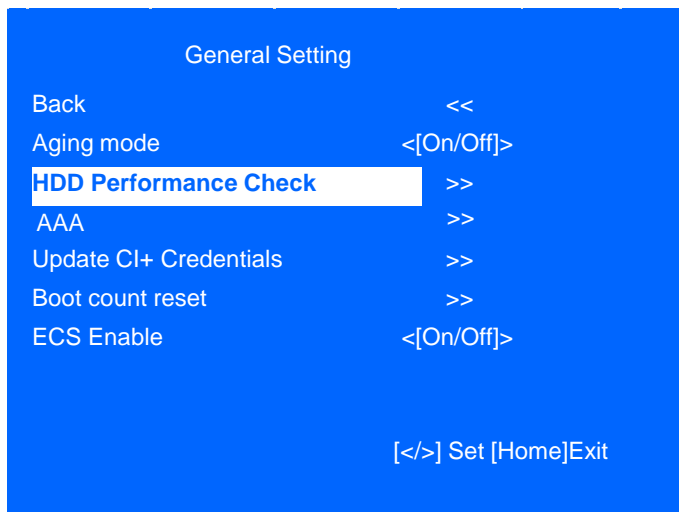 General Setting
Back <<
Aging mode <[On/Off]>
HDD Performance Check >>
AAA >>
Update CI+ Credentials >>
Boot count reset >>
ECS Enable <[On/Off]>
[</>] Set [Home]Exit